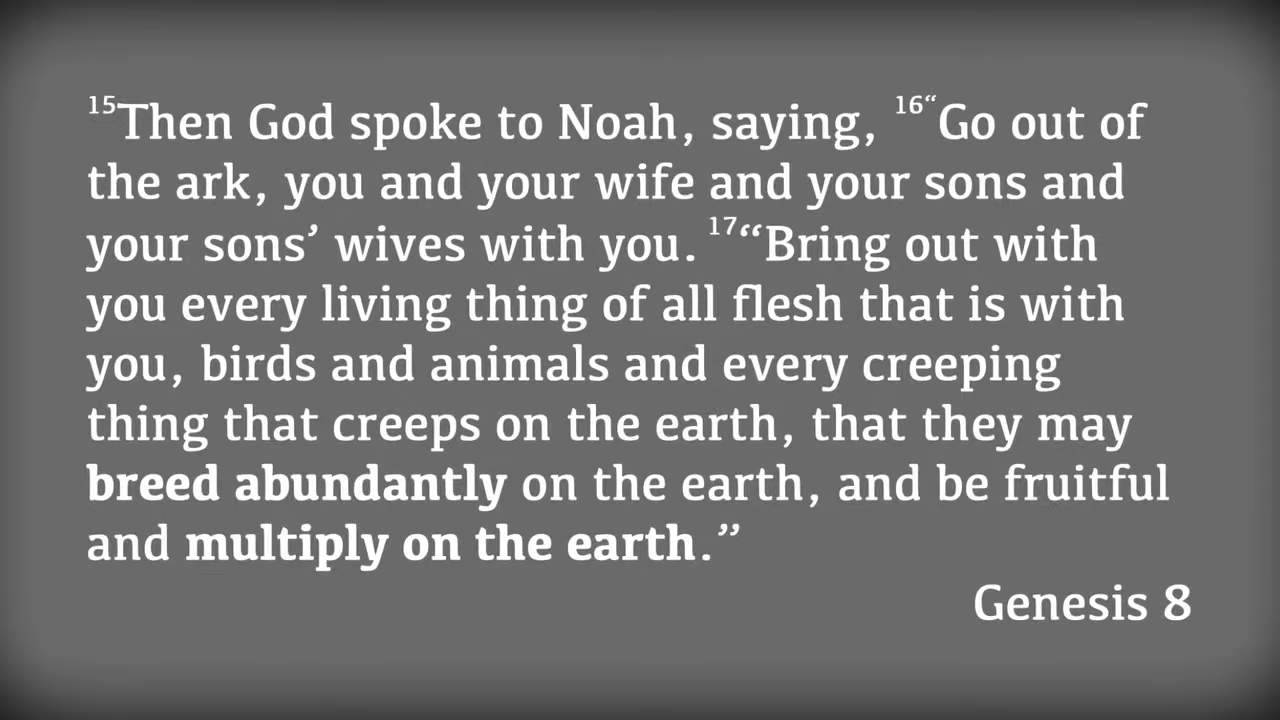 15Then God spoke to Noah, saying, 16“Go out of
the ark, you and your wife and your sons and
your sons’ wives with you. 17“Bring out with
you every living thing of all flesh that is with
you, birds and animals and every creeping
thing that creeps on the earth, that they may
breed abundantly on the earth, and be fruitful
and multiply on the earth.”
Genesis 8